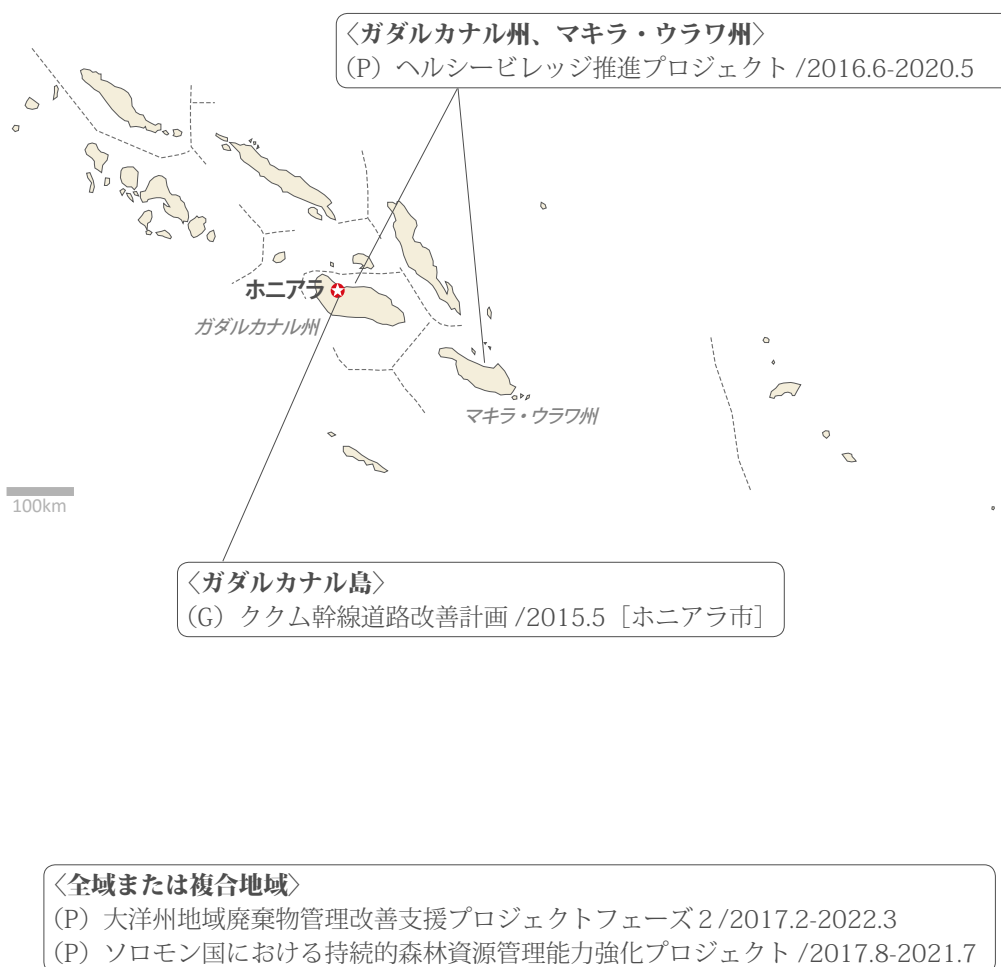 〈ガダルカナル州、マキラ・ウラワ州〉
（P）ヘルシービレッジ推進プロジェクト /2016.6-2020.5
ホニアラ
ガダルカナル州
マキラ・ウラワ州
100km
〈ガダルカナル島〉
（G）ククム幹線道路改善計画 /2015.5［ホニアラ市］
〈全域または複合地域〉
（P）大洋州地域廃棄物管理改善支援プロジェクトフェーズ２/2017.2-2022.3
（P）ソロモン国における持続的森林資源管理能力強化プロジェクト /2017.8-2021.7